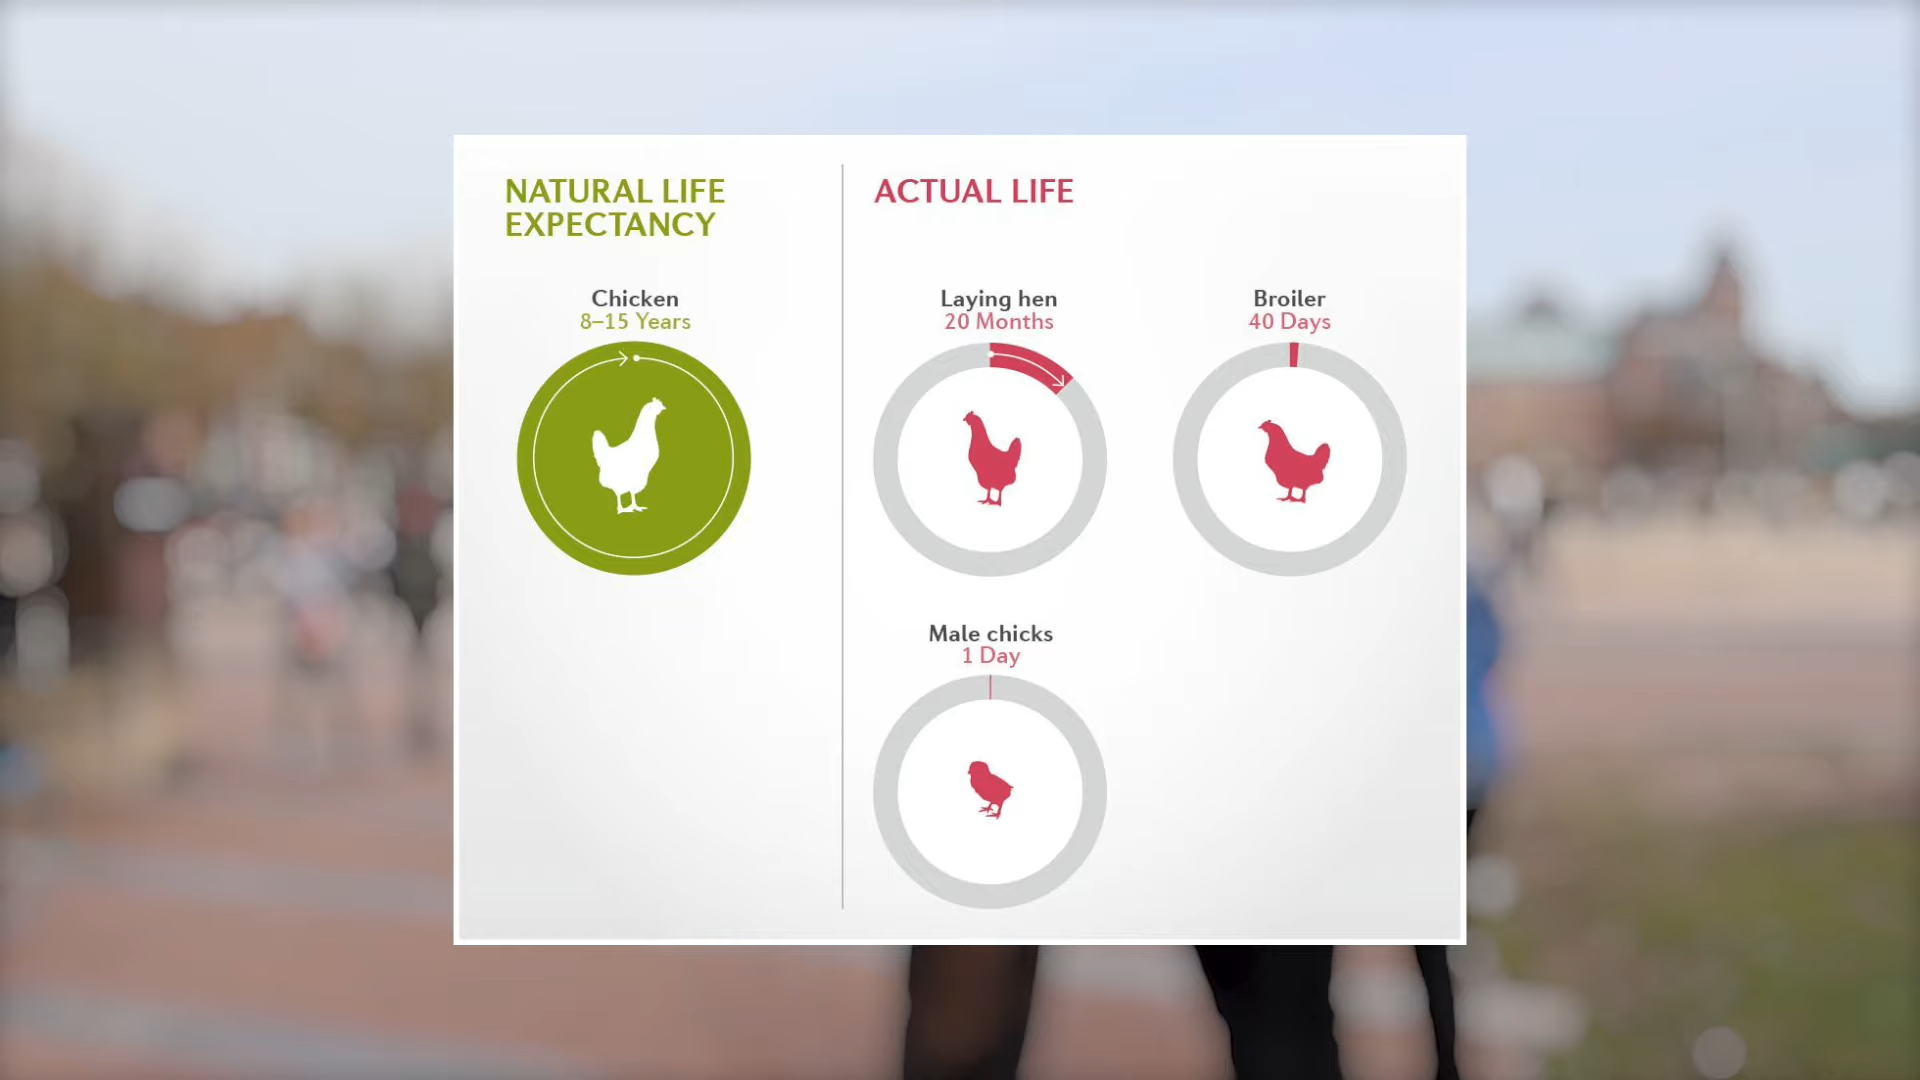 NATURAL LIFE
EXPECTANCY
Chicken
8–15 Years
ACTUAL LIFE
Laying hen
20 Months
Broiler
40 Days
Male chicks
1 Day